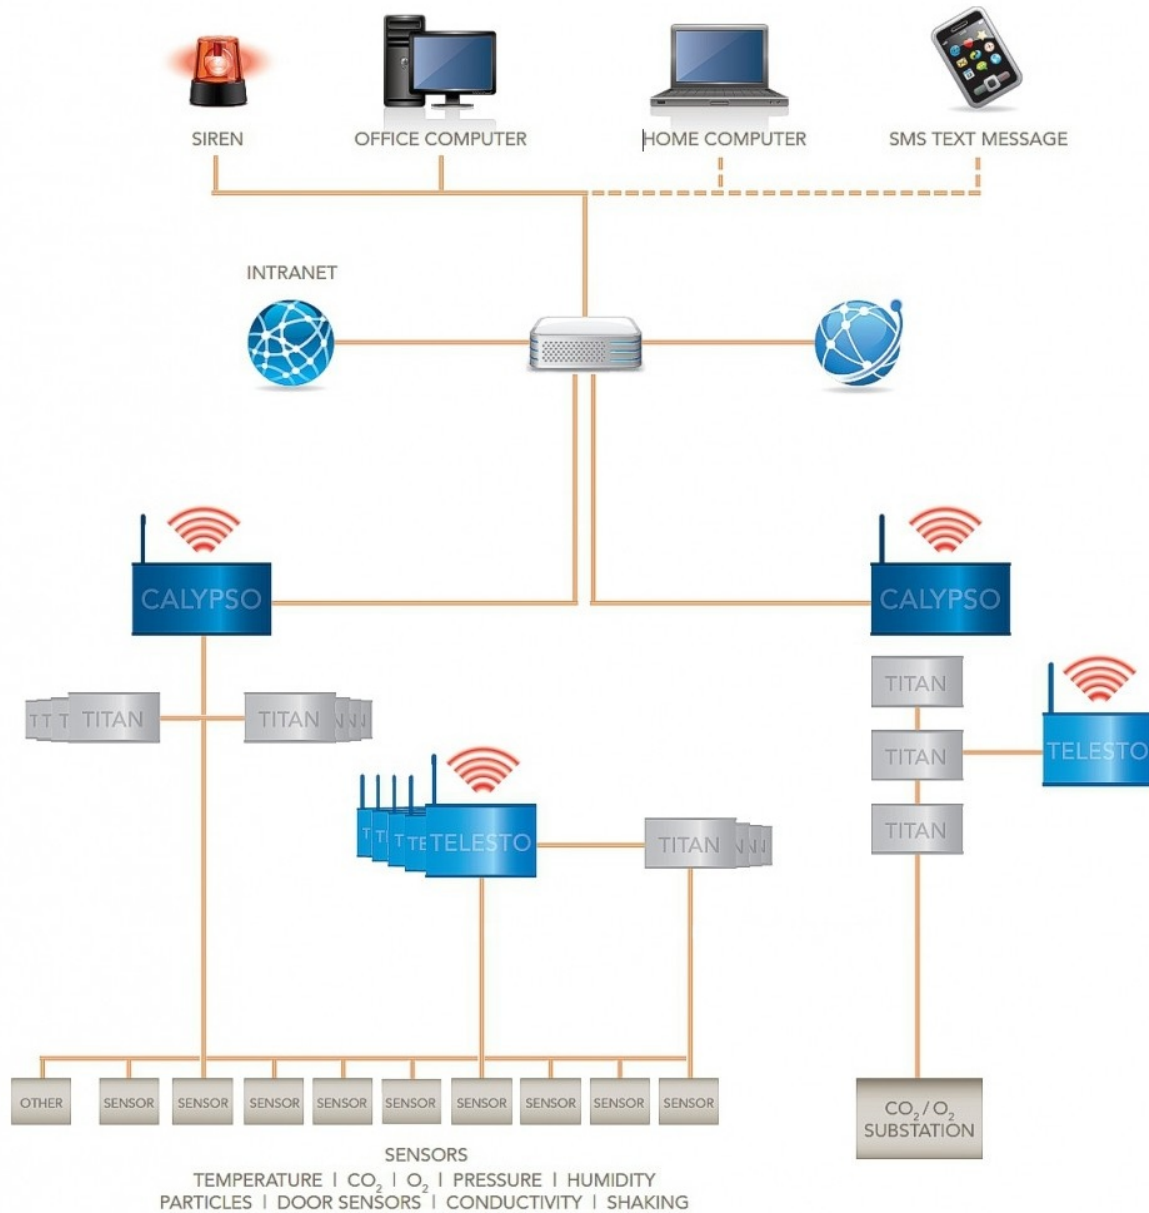 SIREN
OFFICE COMPUTER
HOME COMPUTER
SMS TEXT MESSAGE
INTRANET
CALYPSO
CALYPSO
TITAN
T
T
T
TITAN
TITAN
N
N
N
TITAN
TELESTO
T
T
T
TE
TELESTO
TITAN
N
N
N
TITAN
OTHER
SENSOR
SENSOR
SENSOR
SENSOR
SENSOR
SENSOR
SENSOR
SENSOR
SENSOR
CO₂/O₂
SUBSTATION
SENSORS
TEMPERATURE | CO₂ | O₂ | PRESSURE | HUMIDITY
PARTICLES | DOOR SENSORS | CONDUCTIVITY | SHAKING